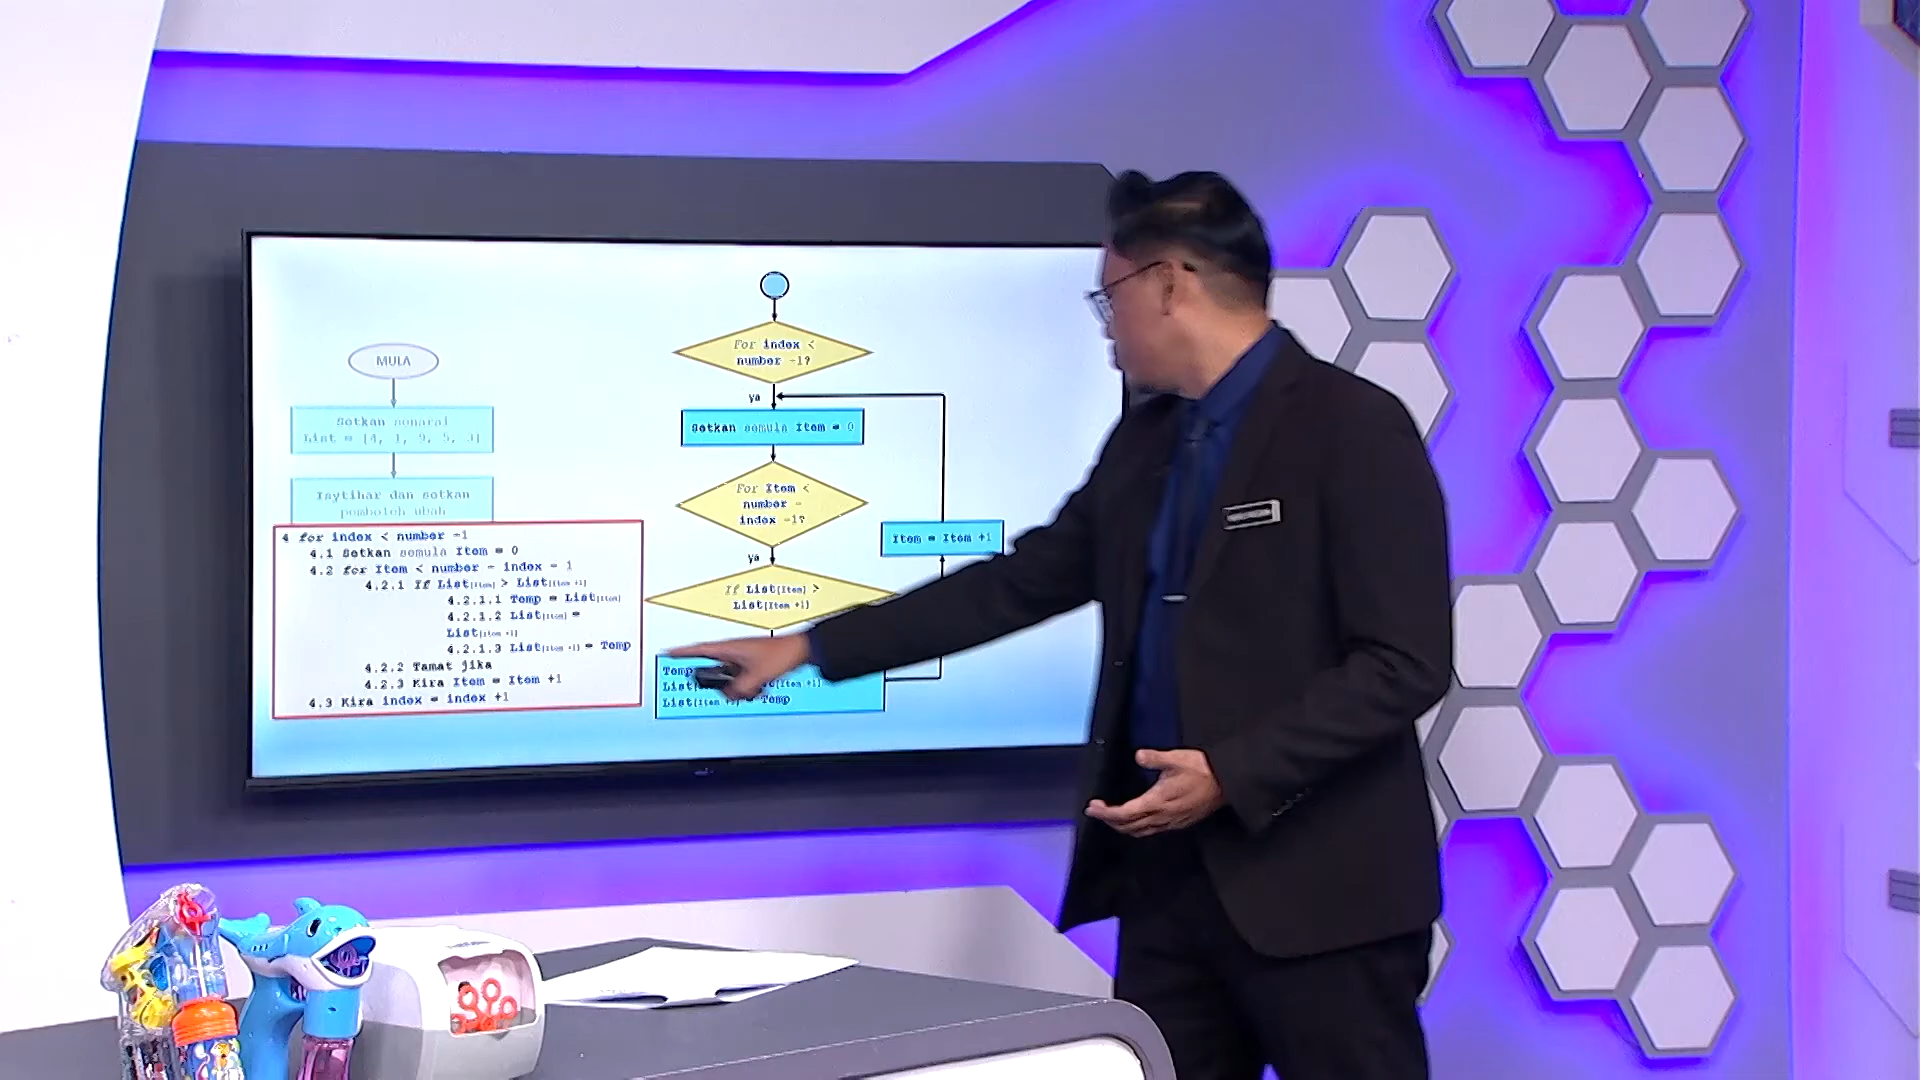 MULA
Setkan senarai
List = [4, 1, 9, 5, 3]
Isytihar dan setkan
pemboleh ubah
4 for index < number -1
4.1 Setkan semula Item = 0
4.2 for Item < number - index - 1
4.2.1 If List[Item] > List[Item +1]
4.2.1.1 Temp = List[Item]
4.2.1.2 List[Item] =
List[Item +1]
4.2.1.3 List[Item +1] = Temp
4.2.2 Tamat jika
4.2.3 Kira Item = Item +1
4.3 Kira index = index +1
For index <
number -1?
ya
Setkan semula Item = 0
For Item <
number -
index -1?
ya
If List[Item] >
List[Item +1]
Temp
List[Item +1]
List[Item +1] = Temp
Item = Item +1